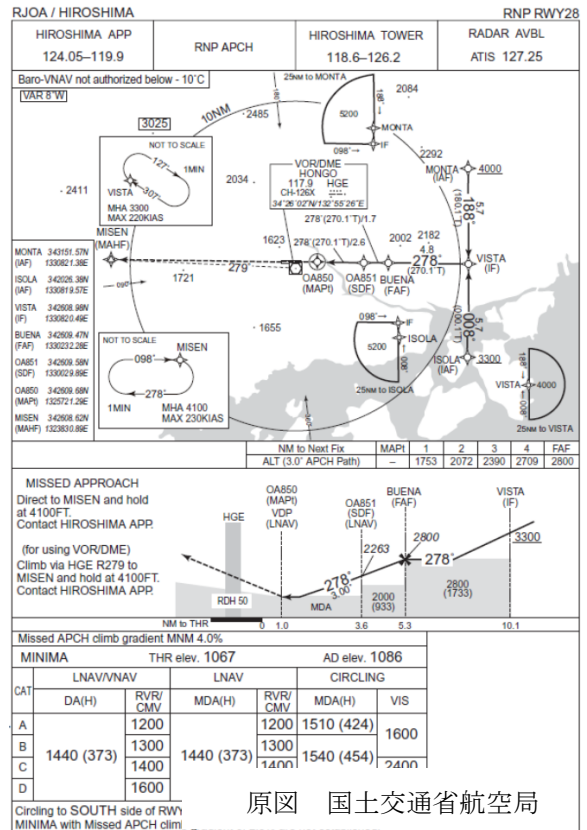 RJOA / HIROSHIMA RNP RWY28
HIROSHIMA APP
124.05–119.9
RNP APCH
HIROSHIMA TOWER
118.6–126.2
RADAR AVBL
ATIS 127.25
Baro-VNAV not authorized below - 10°C
VAR 8°W
25NM to MONTA
180°
188°
5200
098°→
MONTA
IF
2084
10NM
2485
3025
NOT TO SCALE
127°
1MIN
307°
VISTA
MHA 3300
MAX 220KIAS
2411
2034
VOR/DME
HONGO
117.9 HGE
CH-126X
34°26'02"N/132°55'26"E
2292
MONTA
(IAF)
4000
5.7
188°
(180.1°T)
278°(270.1°T)/1.7
1623
278°(270.1°T)/2.6
2002
2182
4.8
278°
(270.1°T)
VISTA
(IF)
MISEN
(MAHF)
279°
1721
090°
OA850
(MAPt)
OA851
(SDF)
BUENA
(FAF)
MONTA 343151.57N
(IAF) 1330821.38E
ISOLA 342026.38N
(IAF) 1330819.57E
VISTA 342608.98N
(IF) 1330820.49E
BUENA 342609.47N
(FAF) 1330232.28E
OA851 342609.58N
(SDF) 1330029.89E
OA850 342609.68N
(MAPt) 1325721.29E
MISEN 342608.62N
(MAHF) 1323830.89E
1655
098°→
IF
ISOLA
5200
008°
25NM to ISOLA
5.7
008°
(000.1°T)
ISOLA
(IAF)
3300
188°
VISTA
4000
008°
25NM to VISTA
NOT TO SCALE
098°
MISEN
278°
1MIN
MHA 4100
MAX 230KIAS
NM to Next Fix MAPt 1 2 3 4 FAF
ALT (3.0° APCH Path) – 1753 2072 2390 2709 2800
MISSED APPROACH
Direct to MISEN and hold
at 4100FT.
Contact HIROSHIMA APP.
(for using VOR/DME)
Climb via HGE R279 to
MISEN and hold at 4100FT.
Contact HIROSHIMA APP.
HGE
OA850
(MAPt)
VDP
(LNAV)
OA851
(SDF)
(LNAV)
BUENA
(FAF)
VISTA
(IF)
2263
2800
3300
278°
278°
3.00°
RDH 50
MDA
2000
(933)
2800
(1733)
NM to THR 0 1.0 3.6 5.3 10.1
Missed APCH climb gradient MNM 4.0%
MINIMA THR elev. 1067 AD elev. 1086
CAT LNAV/VNAV LNAV CIRCLING
DA(H) RVR/CMV MDA(H) RVR/CMV MDA(H) VIS
A 1440 (373) 1200 1440 (373) 1200 1510 (424) 1600
B 1300 1300 1540 (454)
C 1400 1400 2400
D 1600
原図 国土交通省航空局
Circling to SOUTH side of RWY
MINIMA with Missed APCH clim